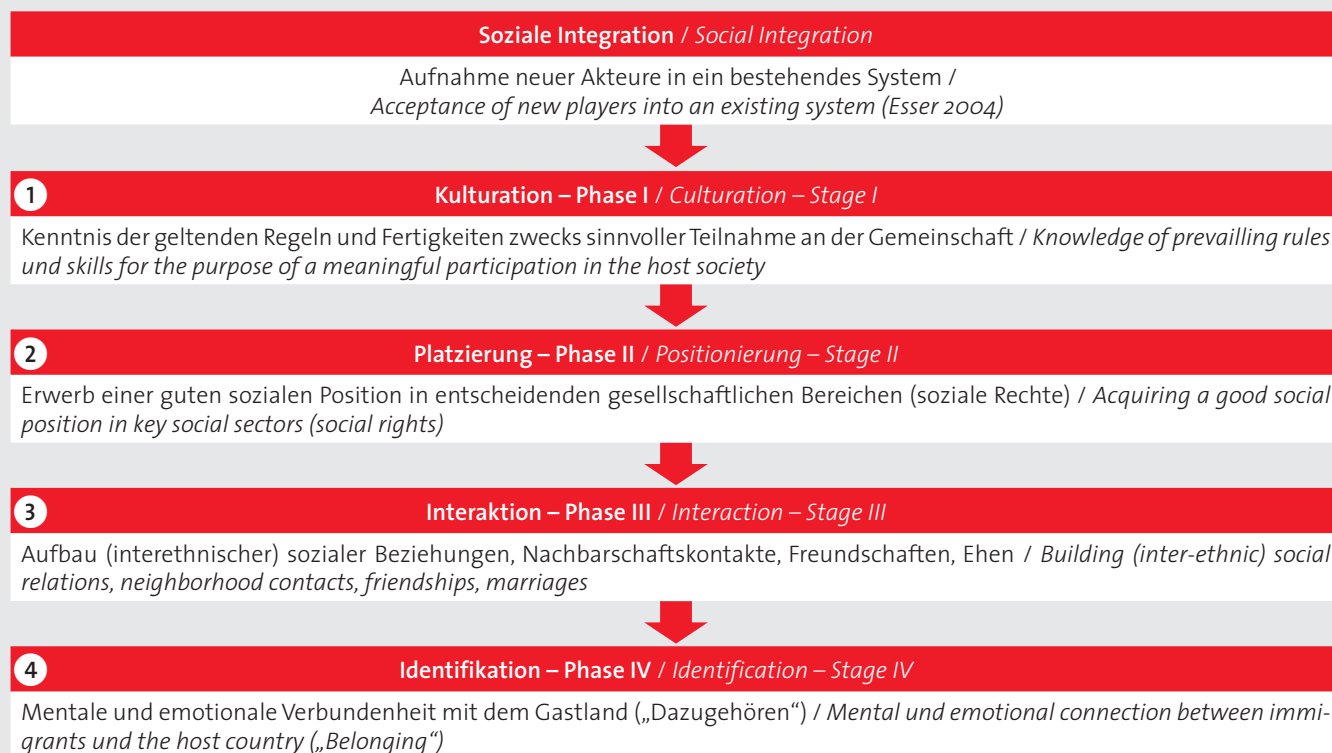 Soziale Integration / Social Integration
Aufnahme neuer Akteure in ein bestehendes System /
Acceptance of new players into an existing system (Esser 2004)
1
Kulturation – Phase I / Culturation – Stage I
Kenntnis der geltenden Regeln und Fertigkeiten zwecks sinnvoller Teilnahme an der Gemeinschaft / Knowledge of prevailling rules
und skills for the purpose of a meaningful participation in the host society
2
Platzierung – Phase II / Positionierung – Stage II
Erwerb einer guten sozialen Position in entscheidenden gesellschaftlichen Bereichen (soziale Rechte) / Acquiring a good social
position in key social sectors (social rights)
3
Interaktion – Phase III / Interaction – Stage III
Aufbau (interethnischer) sozialer Beziehungen, Nachbarschaftskontakte, Freundschaften, Ehen / Building (inter-ethnic) social
relations, neighborhood contacts, friendships, marriages
4
Identifikation – Phase IV / Identification – Stage IV
Mentale und emotionale Verbundenheit mit dem Gastland („Dazugehören“) / Mental und emotional connection between immi-
grants und the host country („Belonging“)